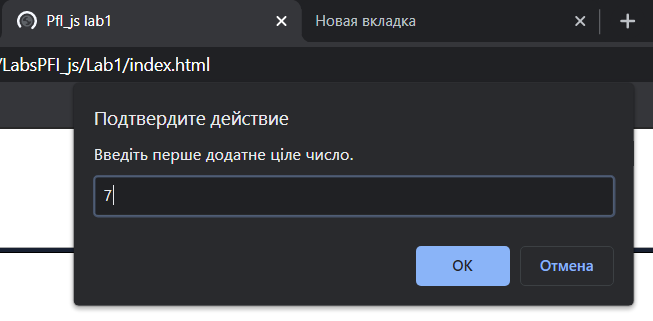 Pfl_js lab1
Новая вкладка
/LabsPFl_js/Lab1/index.html
Подтвердите действие
Введіть перше додатне ціле число.
7
ОК
Отмена